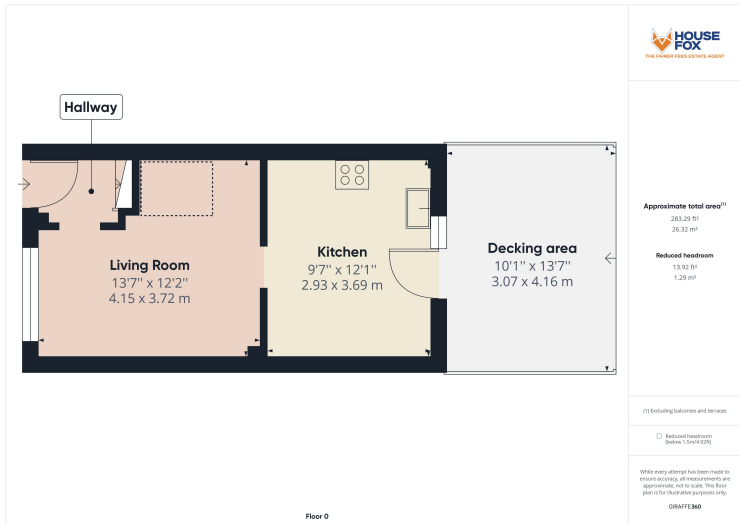 Hallway
Living Room
13'7" x 12'2"
4.15 x 3.72 m
Kitchen
9'7" x 12'1"
2.93 x 3.69 m
Decking area
10'1" x 13'7"
3.07 x 4.16 m
Floor 0
HOUSE
FOX
THE FAIRER FEES ESTATE AGENT
Approximate total area(1)
283.29 ft²
26.32 m²
Reduced headroom
13.92 ft²
1.29 m²
(1) Excluding balconies and terraces
Reduced headroom
(below 1.5m/4.92ft)
While every attempt has been made to
ensure accuracy, all measurements are
approximate, not to scale. This floor
plan is for illustrative purposes only.
GIRAFFE360